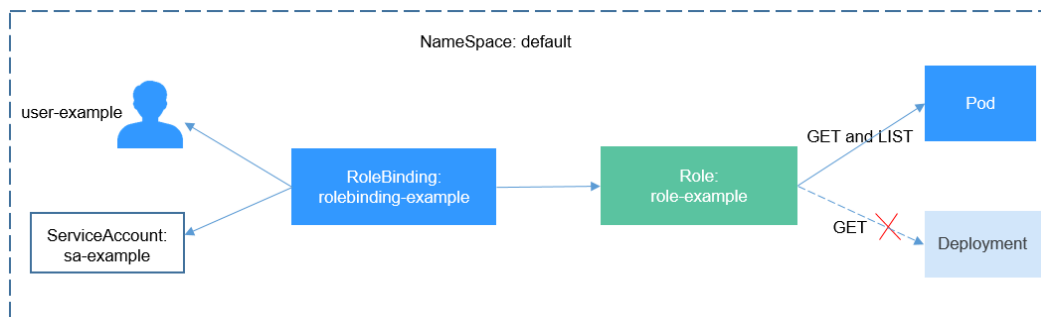 NameSpace: default
user-example
Pod
GET and LIST
RoleBinding:
rolebinding-example
Role:
role-example
ServiceAccount:
sa-example
GET
Deployment